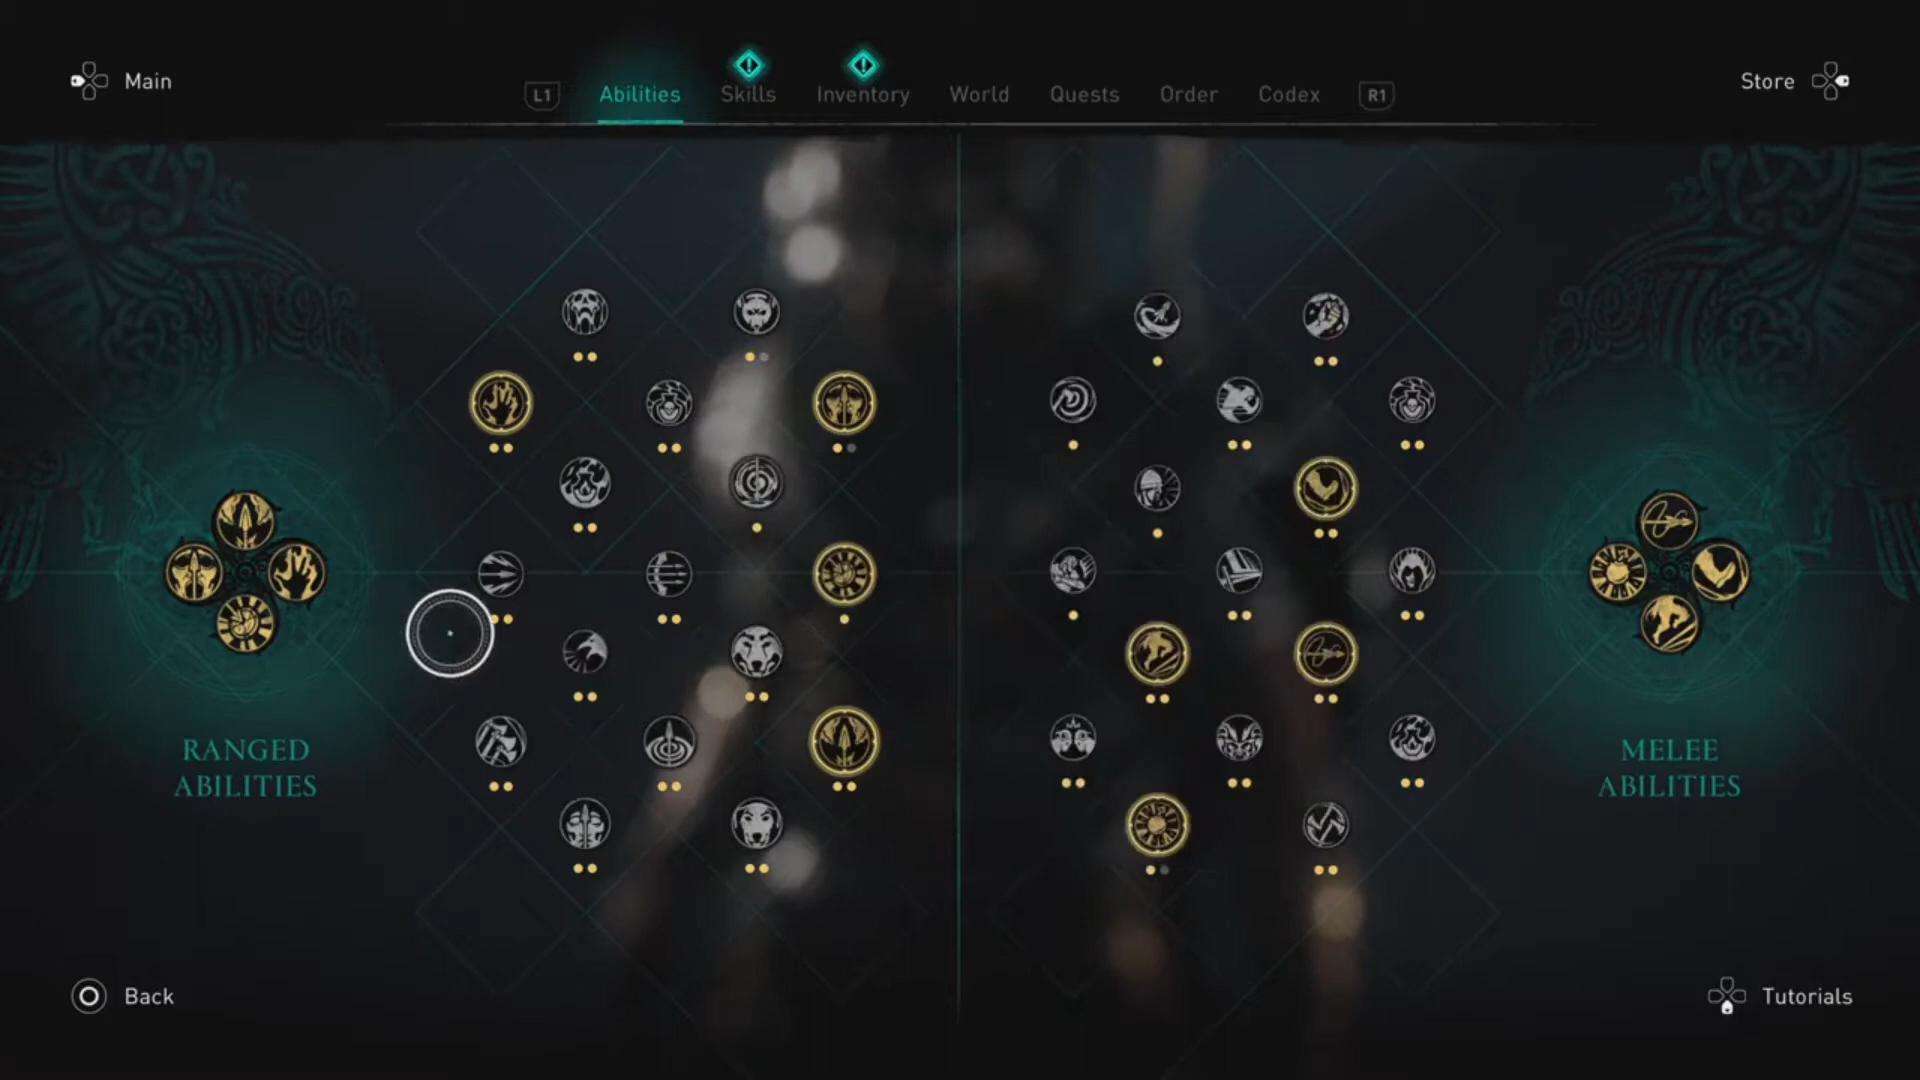 Main
L1
Abilities
Skills
Inventory
World
Quests
Order
Codex
R1
Store
RANGED
ABILITIES
MELEE
ABILITIES
Back
Tutorials